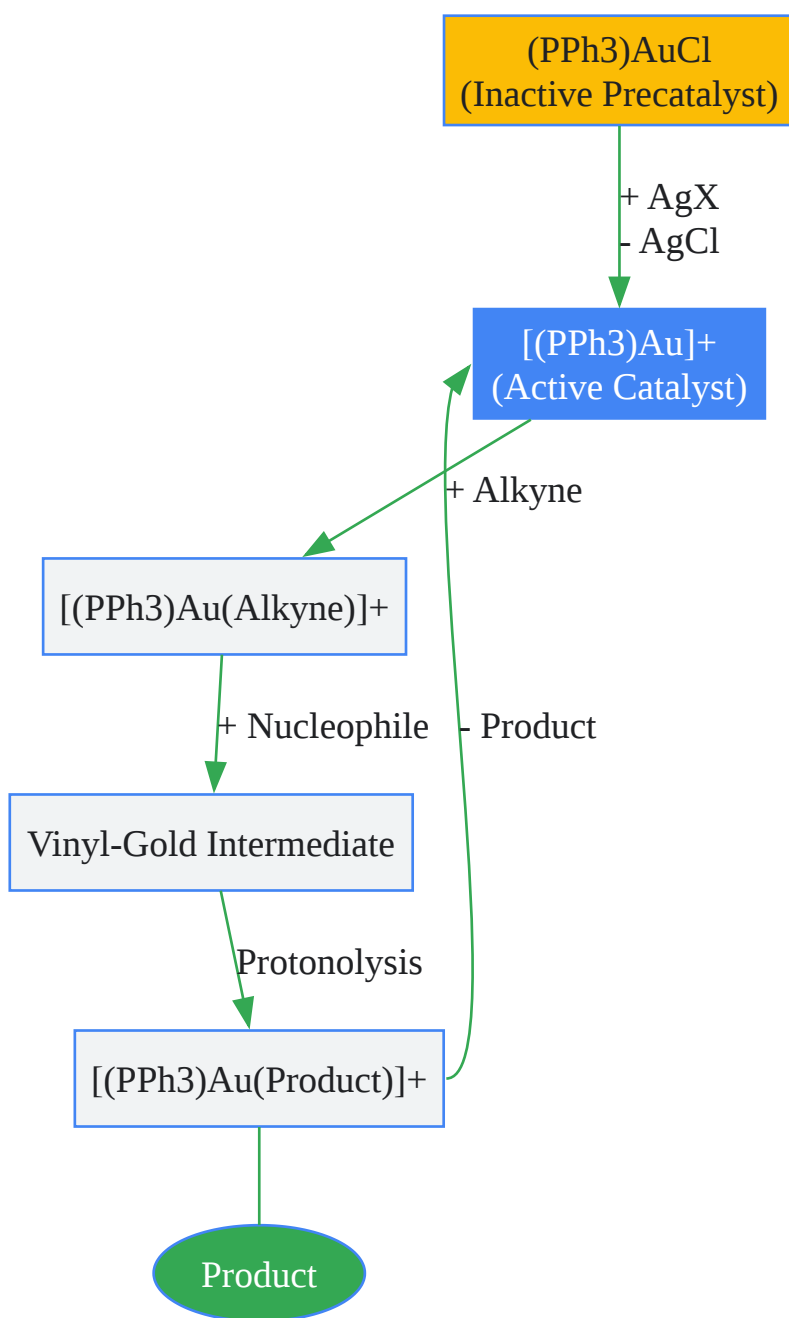 (PPh3)AuCl
(Inactive Precatalyst)
+ AgX
- AgCl
[(PPh3)Au]+
(Active Catalyst)
+ Alkyne
[(PPh3)Au(Alkyne)]+
+ Nucleophile
- Product
Vinyl-Gold Intermediate
Protonolysis
[(PPh3)Au(Product)]+
Product